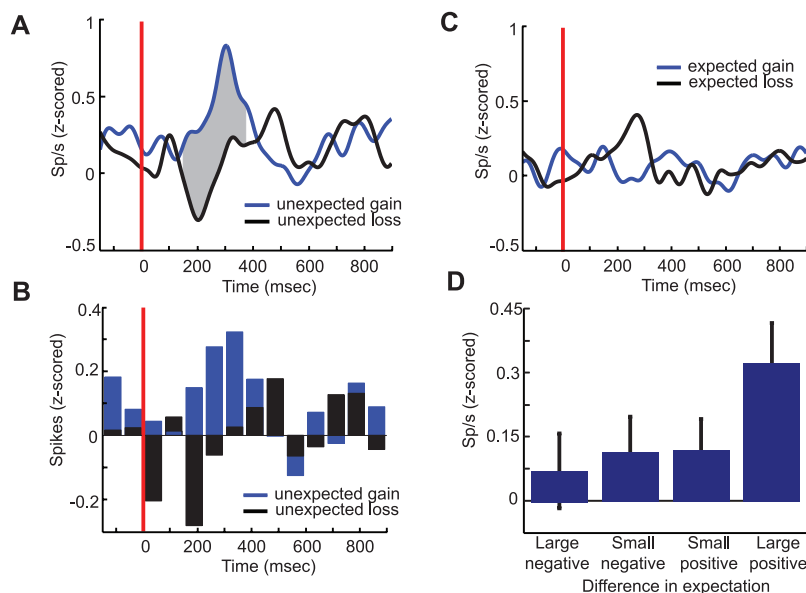 A
1
0.5
0
-0.5
Sp/s (z-scored)
unexpected gain
unexpected loss
0 200 400 600 800
Time (msec)
B
0.4
0.2
0
-0.2
Spikes (z-scored)
unexpected gain
unexpected loss
0 200 400 600 800
Time (msec)
C
1
0.5
0
-0.5
Sp/s (z-scored)
expected gain
expected loss
0 200 400 600 800
Time (msec)
D
0.45
0.3
0.15
0
Sp/s (z-scored)
Large Small Small Large
negative negative positive positive
Difference in expectation